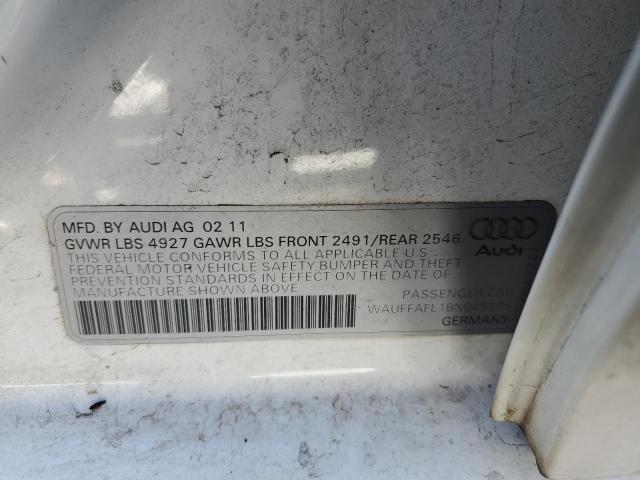 MFD. BY AUDI AG 02 11
GVWR LBS 4927 GAWR LBS FRONT 2491/REAR 2546
THIS VEHICLE CONFORMS TO ALL APPLICABLE U.S.
FEDERAL MOTOR VEHICLE SAFETY BUMPER AND THEFT
PREVENTION STANDARDS IN EFFECT ON THE DATE OF
MANUFACTURE SHOWN ABOVE
Audi
PASSENGER CAR
GERMANY